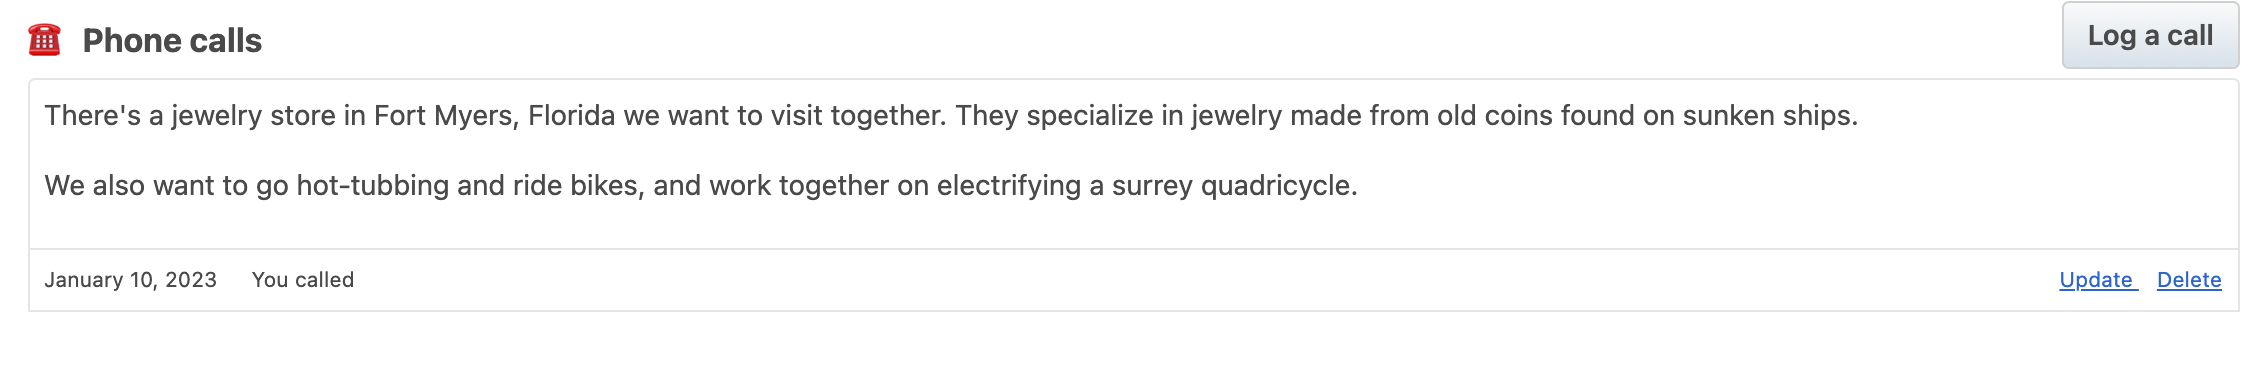 Phone calls
Log a call
There's a jewelry store in Fort Myers, Florida we want to visit together. They specialize in jewelry made from old coins found on sunken ships.
We also want to go hot-tubbing and ride bikes, and work together on electrifying a surrey quadricycle.
January 10, 2023 You called Update Delete